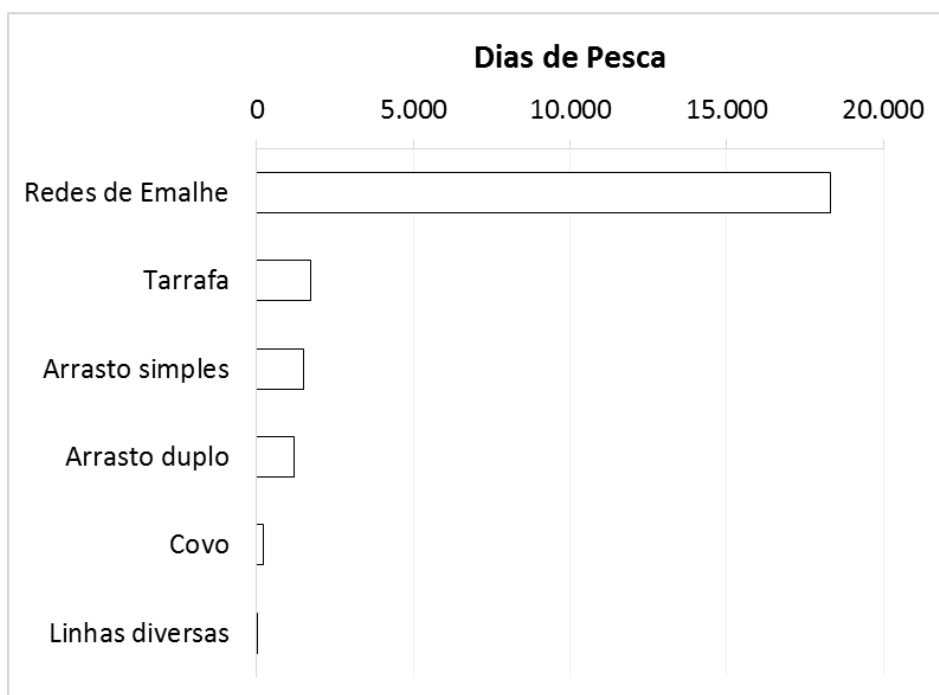 Dias de Pesca
0 5.000 10.000 15.000 20.000
Redes de Emalhe
Tarrafa
Arrasto simples
Arrasto duplo
Covo
Linhas diversas